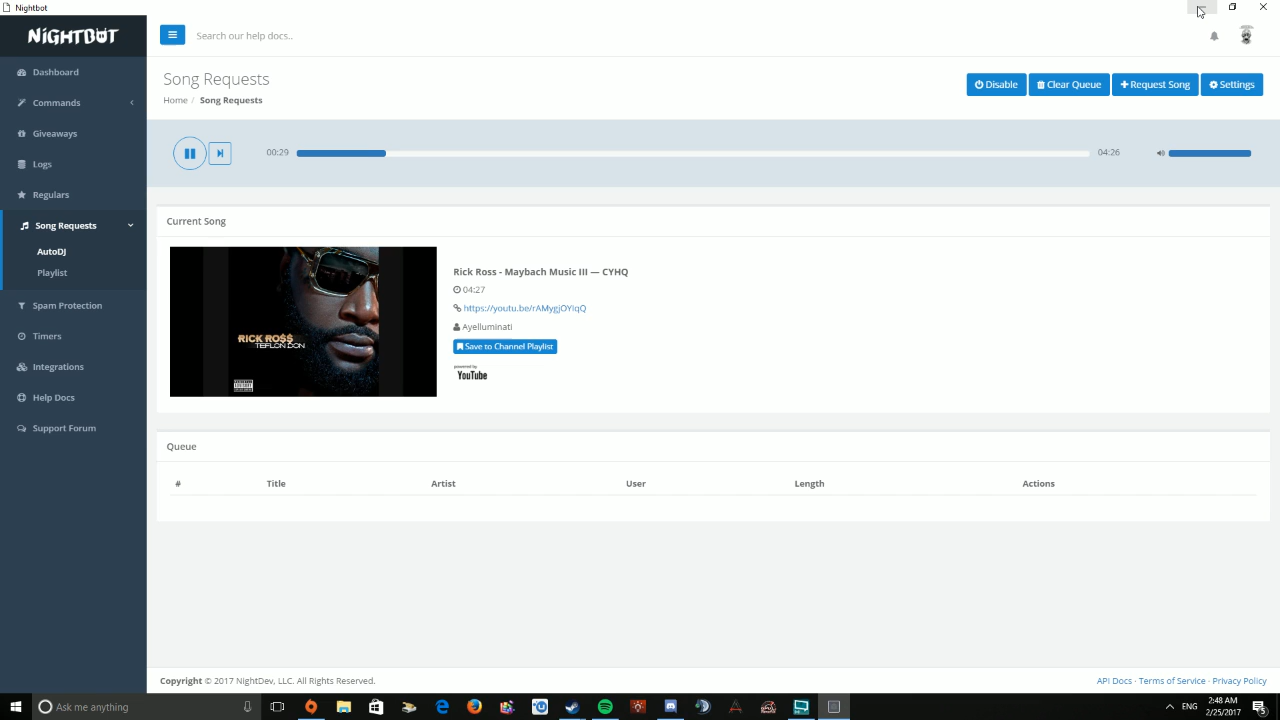 Nightbot
NIGHTBOT
Search our help docs..
Dashboard
Commands
Giveaways
Logs
Regulars
Song Requests
AutoDJ
Playlist
Spam Protection
Timers
Integrations
Help Docs
Support Forum
Song Requests
Home / Song Requests
Disable
Clear Queue
Request Song
Settings
00:29
04:26
Current Song
RICK RO$$
TEFLON DON
Rick Ross - Maybach Music III — CYHQ
04:27
https://youtu.be/rAMygjOYIqQ
Ayelluminati
Save to Channel Playlist
powered by
YouTube
Queue
# Title Artist User Length Actions
Copyright © 2017 NightDev, LLC. All Rights Reserved.
API Docs · Terms of Service · Privacy Policy
Ask me anything
ENG
2:48 AM
2/25/2017